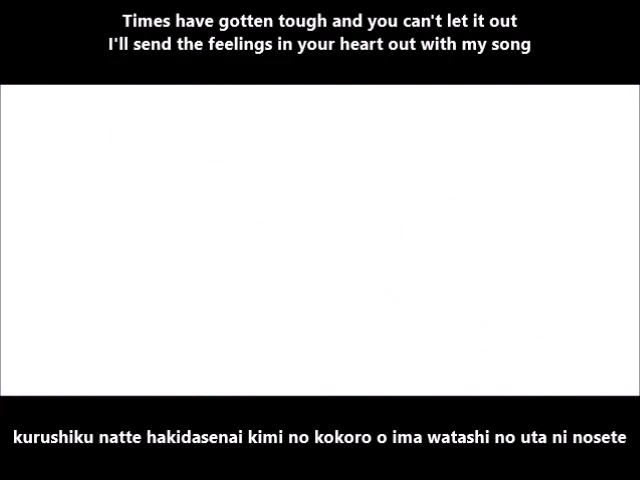 Times have gotten tough and you can't let it out
I'll send the feelings in your heart out with my song
kurushiku natte hakidasenai kimi no kokoro o ima watashi no uta ni nosete